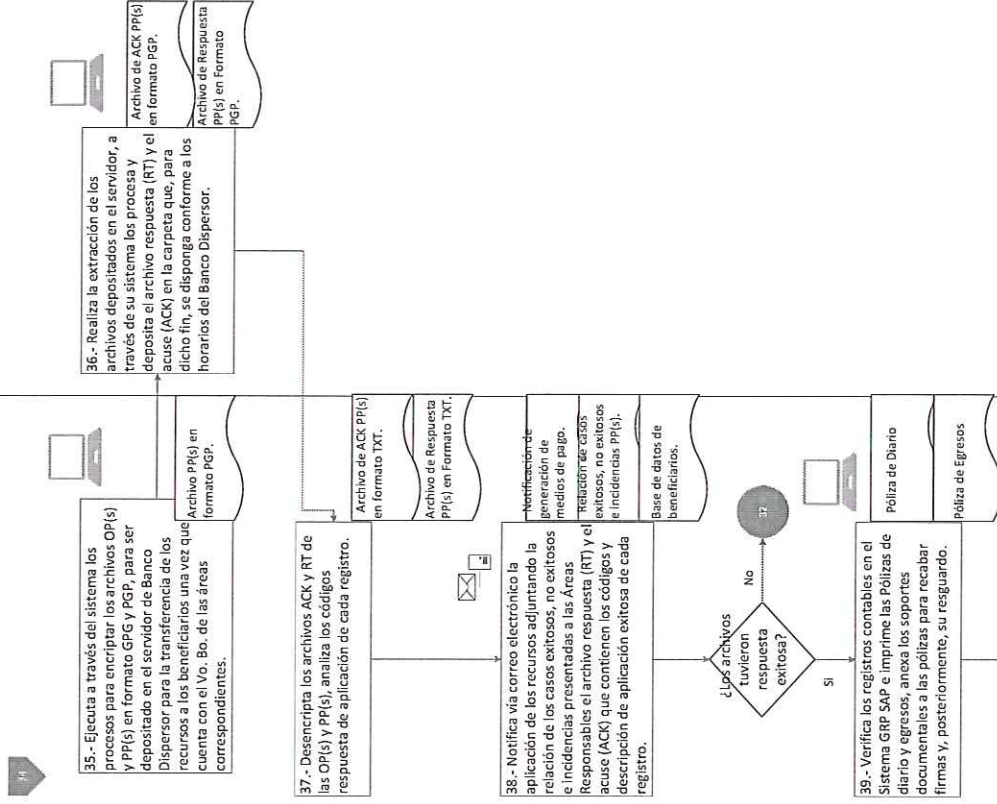 34
35.- Ejecuta a través del sistema los
procesos para encriptar los archivos OP(s)
y PP(s) en formato GPG y PGP, para ser
depositado en el servidor de Banco
Dispersor para la transferencia de los
recursos a los beneficiarios una vez que
cuenta con el Vo. Bo. de las áreas
correspondientes.
Archivo PP(s) en
formato PGP.
36.- Realiza la extracción de los
archivos depositados en el servidor, a
través de su sistema los procesa y
deposita el archivo respuesta (RT) y el
acuse (ACK) en la carpeta que, para
dicho fin, se disponga conforme a los
horarios del Banco Dispersor.
Archivo de ACK PP(s)
en formato PGP.
Archivo de Respuesta
PP(s) en Formato
PGP.
37.- Desencripta los archivos ACK y RT de
las OP(s) y PP(s), analiza los códigos
respuesta de aplicación de cada registro.
Archivo de ACK PP(s)
en formato TXT.
Archivo de Respuesta
PP(s) en Formato TXT.
38.- Notifica vía correo electrónico la
aplicación de los recursos adjuntando la
relación de los casos exitosos, no exitosos
e incidencias presentadas a las Áreas
Responsables el archivo respuesta (RT) y el
acuse (ACK) que contienen los códigos y
descripción de aplicación exitosa de cada
registro.
Notificación de
generación de
medios de pago.
Relación de casos
exitosos, no exitosos
e incidencias PP(s).
Base de datos de
beneficiarios.
¿Los archivos
tuvieron
respuesta
exitosa?
No
32
Si
39.- Verifica los registros contables en el
Sistema GRP SAP e imprime las Pólizas de
diario y egresos, anexa los soportes
documentales a las pólizas para recabar
firmas y, posteriormente, su resguardo.
Póliza de Diario
Póliza de Egresos